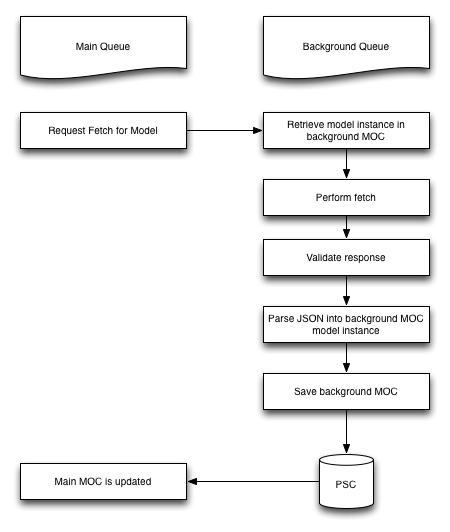 Main Queue
Background Queue
Request Fetch for Model
Retrieve model instance in
background MOC
Perform fetch
Validate response
Parse JSON into background MOC
model instance
Save background MOC
Main MOC is updated
PSC